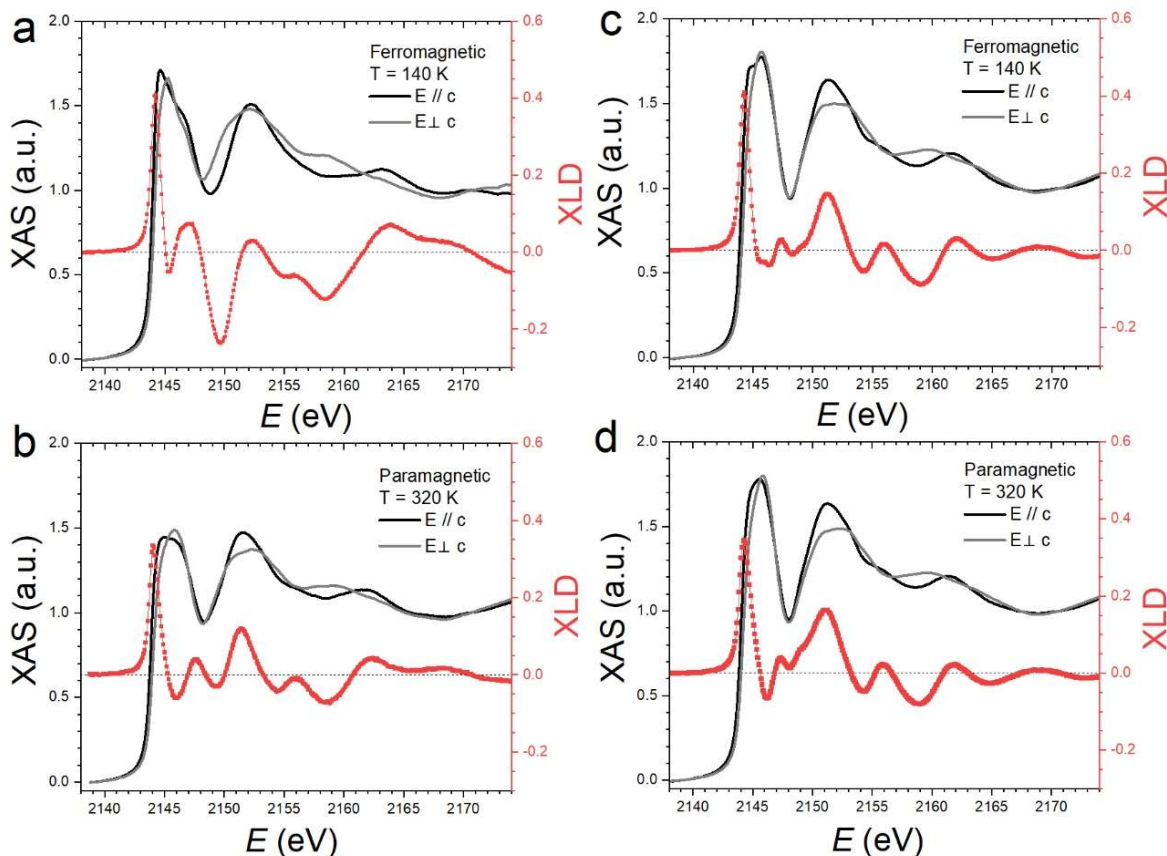 a
2.0
1.5
1.0
0.5
0.0
XAS (a.u.)
Ferromagnetic
T = 140 K
E // c
E⊥ c
0.6
0.4
0.2
0.0
-0.2
XLD
2140 2145 2150 2155 2160 2165 2170
E (eV)
c
2.0
1.5
1.0
0.5
0.0
XAS (a.u.)
Ferromagnetic
T = 140 K
E // c
E⊥ c
0.6
0.4
0.2
0.0
-0.2
XLD
2140 2145 2150 2155 2160 2165 2170
E (eV)
b
2.0
1.5
1.0
0.5
0.0
XAS (a.u.)
Paramagnetic
T = 320 K
E // c
E⊥ c
0.6
0.4
0.2
0.0
-0.2
XLD
2140 2145 2150 2155 2160 2165 2170
E (eV)
d
2.0
1.5
1.0
0.5
0.0
XAS (a.u.)
Paramagnetic
T = 320 K
E // c
E⊥ c
0.6
0.4
0.2
0.0
-0.2
XLD
2140 2145 2150 2155 2160 2165 2170
E (eV)